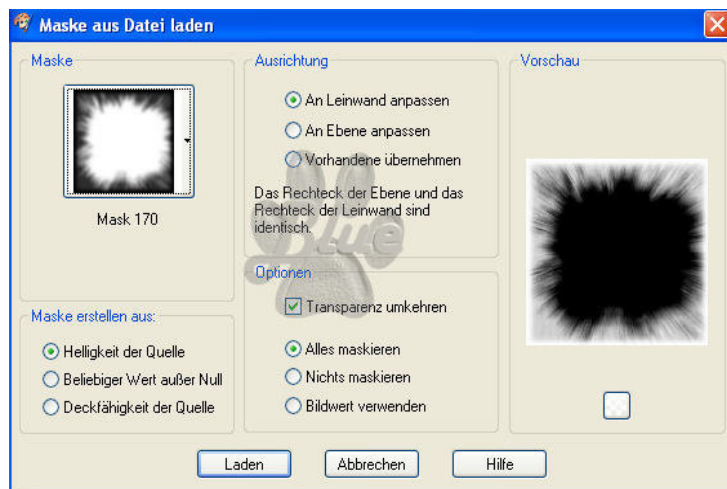 Maske aus Datei laden
Maske
Mask 170
Maske erstellen aus:
Helligkeit der Quelle
Beliebiger Wert außer Null
Deckfähigkeit der Quelle
Ausrichtung
An Leinwand anpassen
An Ebene anpassen
Vorhandene übernehmen
Das Rechteck der Ebene und das
Rechteck der Leinwand sind
identisch.
Blue
Optionen
Transparenz umkehren
Alles maskieren
Nichts maskieren
Bildwert verwenden
Vorschau
Laden
Abbrechen
Hilfe